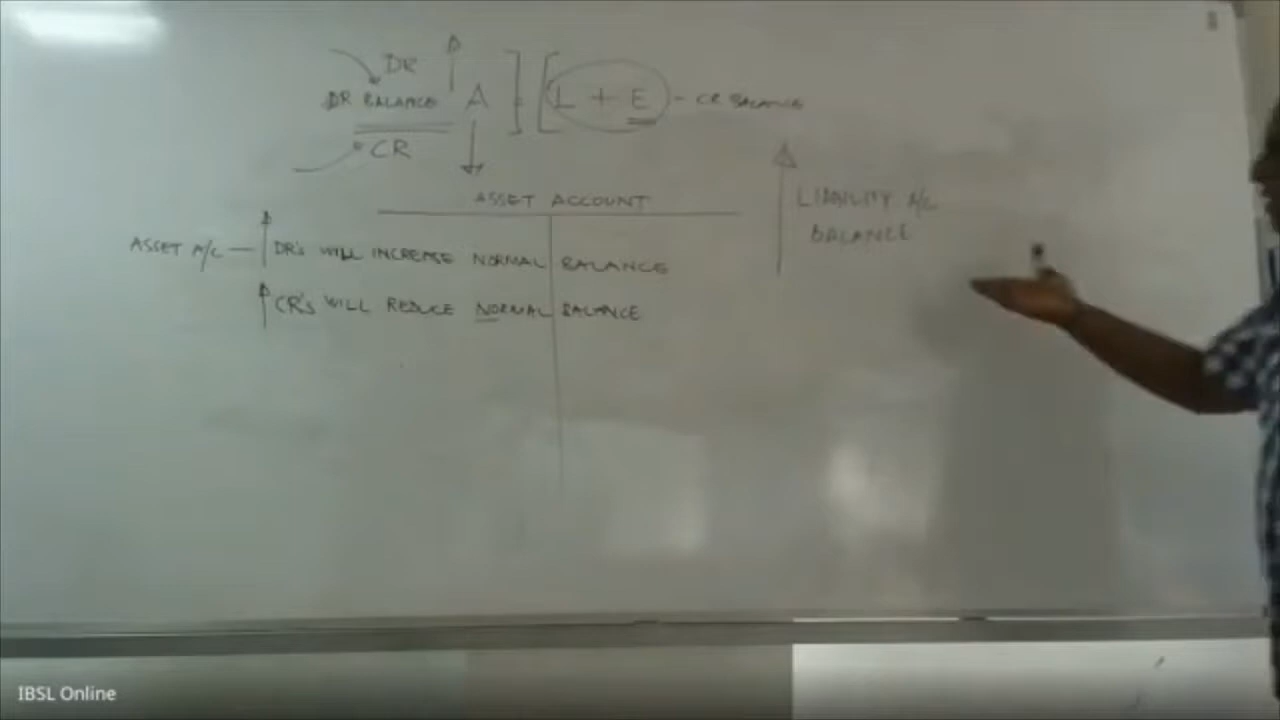 DR
DR BALANCE A ] = [ L + E - CR BALANCE
CR
ASSET ACCOUNT
ASSET A/C — DR's WILL INCREASE NORMAL BALANCE
CR's WILL REDUCE NORMAL BALANCE
LIABILITY A/C
BALANCE
IBSL Online